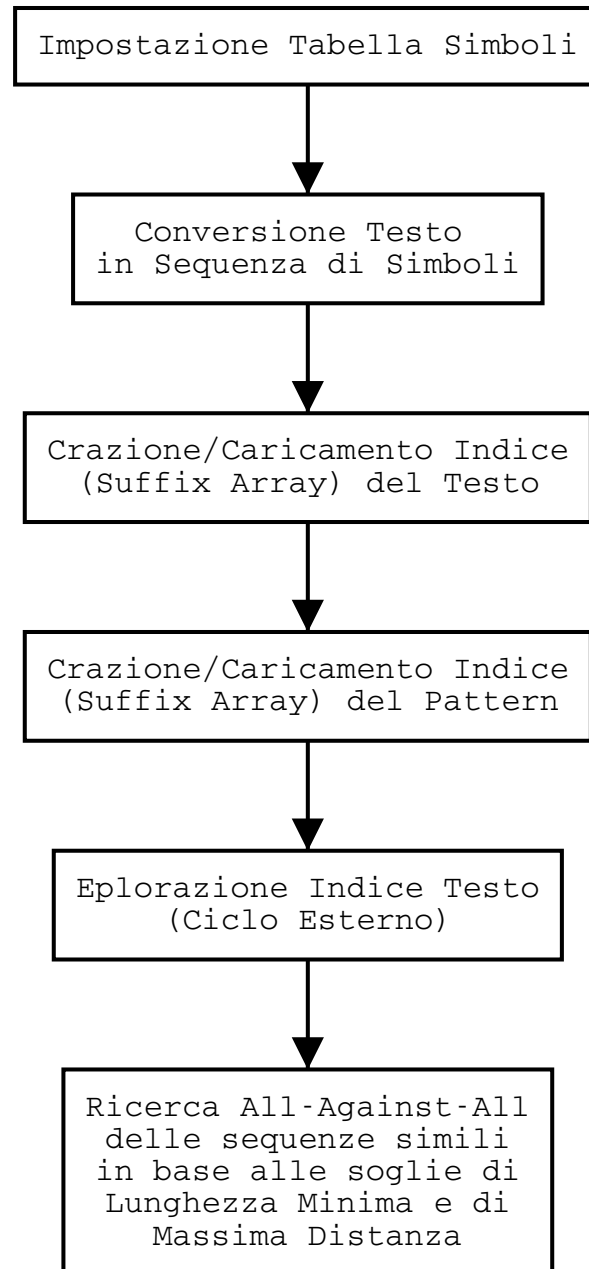 Impostazione Tabella Simboli
Conversione Testo
in Sequenza di Simboli
Crazione/Caricamento Indice
(Suffix Array) del Testo
Crazione/Caricamento Indice
(Suffix Array) del Pattern
Eplorazione Indice Testo
(Ciclo Esterno)
Ricerca All-Against-All
delle sequenze simili
in base alle soglie di
Lunghezza Minima e di
Massima Distanza